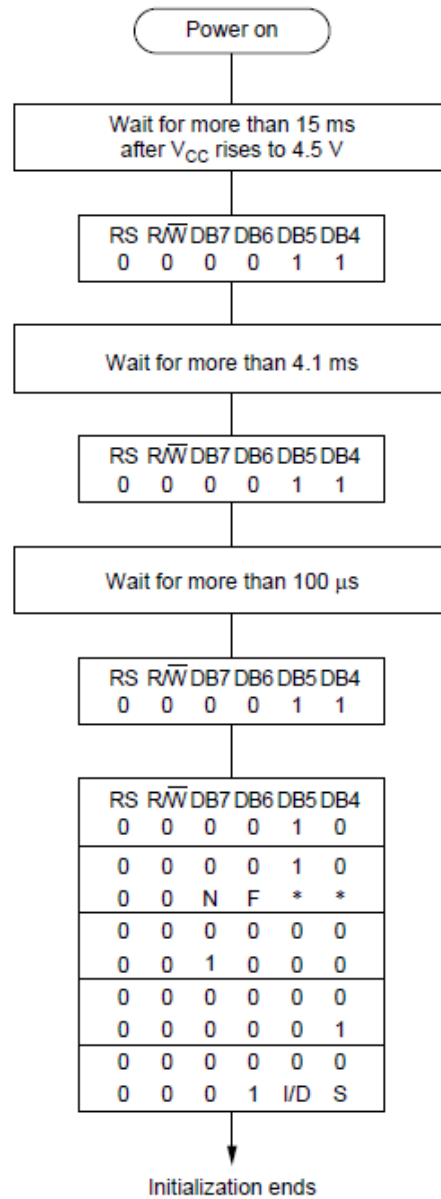 Power on
Wait for more than 15 ms
after VCC rises to 4.5 V
RS R/W̅ DB7 DB6 DB5 DB4
0 0 0 0 1 1
Wait for more than 4.1 ms
RS R/W̅ DB7 DB6 DB5 DB4
0 0 0 0 1 1
Wait for more than 100 μs
RS R/W̅ DB7 DB6 DB5 DB4
0 0 0 0 1 1
RS R/W̅ DB7 DB6 DB5 DB4
0 0 0 0 1 0
0 0 0 0 1 0
0 0 N F * *
0 0 0 0 0 0
0 0 1 0 0 0
0 0 0 0 0 0
0 0 0 0 0 1
0 0 0 0 0 0
0 0 0 1 I/D S
Initialization ends